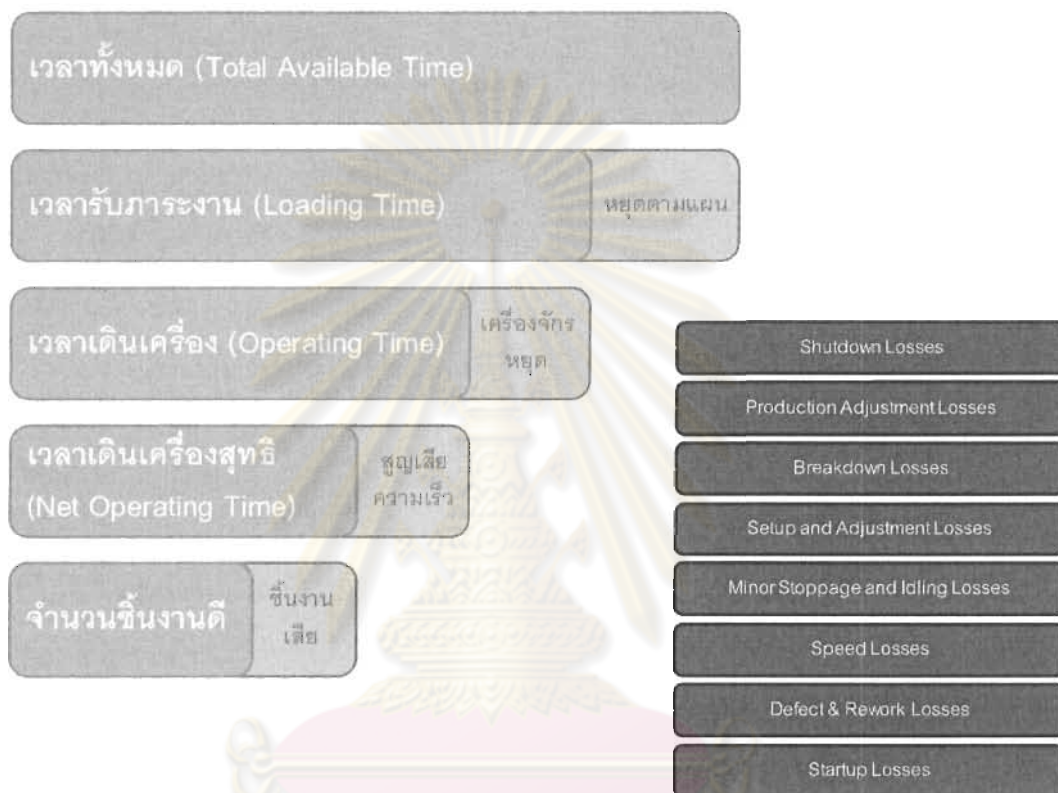 เวลาทั้งหมด (Total Available Time)
เวลารับภาระงาน (Loading Time)
หยุดตามแผน
เวลาเดินเครื่อง (Operating Time)
เครื่องจักร
หยุด
เวลาเดินเครื่องสุทธิ
(Net Operating Time)
สูญเสีย
ความเร็ว
จำนวนชิ้นงานดี
ชิ้นงาน
เสีย
Shutdown Losses
Production Adjustment Losses
Breakdown Losses
Setup and Adjustment Losses
Minor Stoppage and Idling Losses
Speed Losses
Defect & Rework Losses
Startup Losses